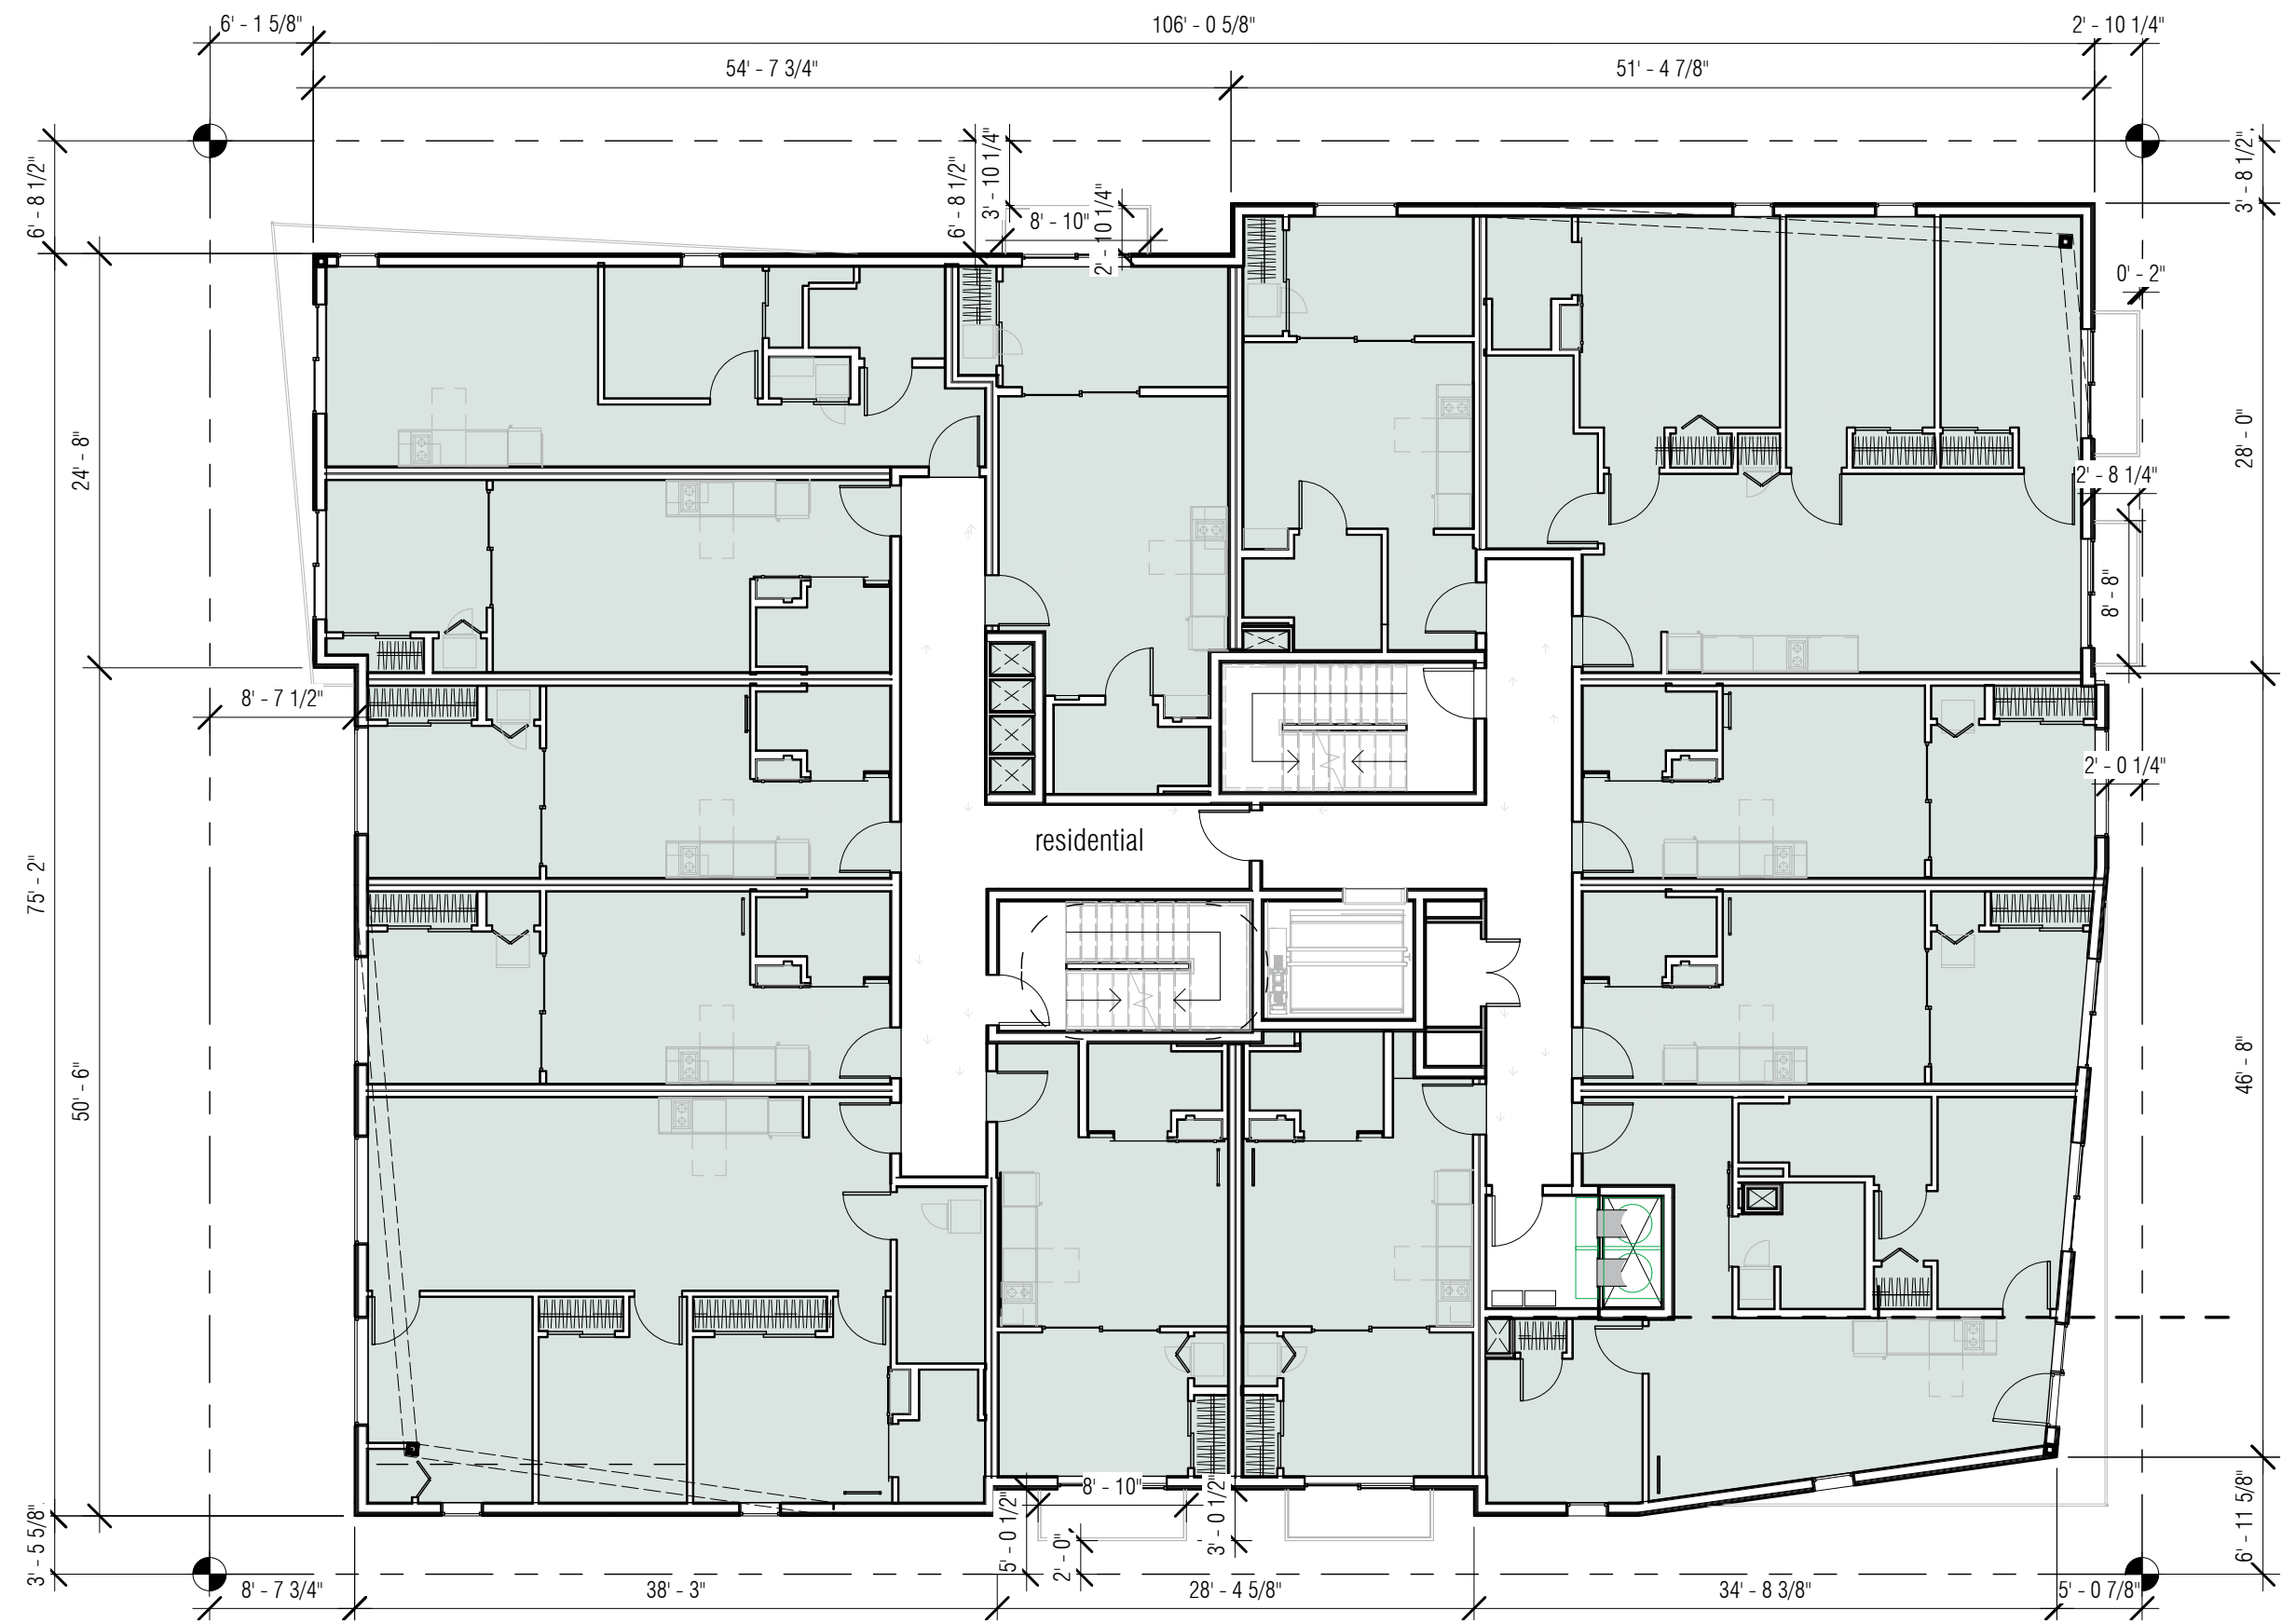 6' - 1 5/8"
106' - 0 5/8"
2' - 10 1/4"
54' - 7 3/4"
51' - 4 7/8"
6' - 8 1/2"
6' - 8 1/2"
3' - 10 1/4"
2' - 10 1/4"
8' - 10"
3' - 8 1/2"
0' - 2"
24' - 8"
28' - 0"
2' - 8 1/4"
8' - 8"
8' - 7 1/2"
2' - 0 1/4"
residential
75' - 2"
50' - 6"
46' - 8"
8' - 10"
5' - 0 1/2"
2' - 0"
3' - 0 1/2"
3' - 5 5/8"
6' - 11 5/8"
8' - 7 3/4"
38' - 3"
28' - 4 5/8"
34' - 8 3/8"
5' - 0 7/8"